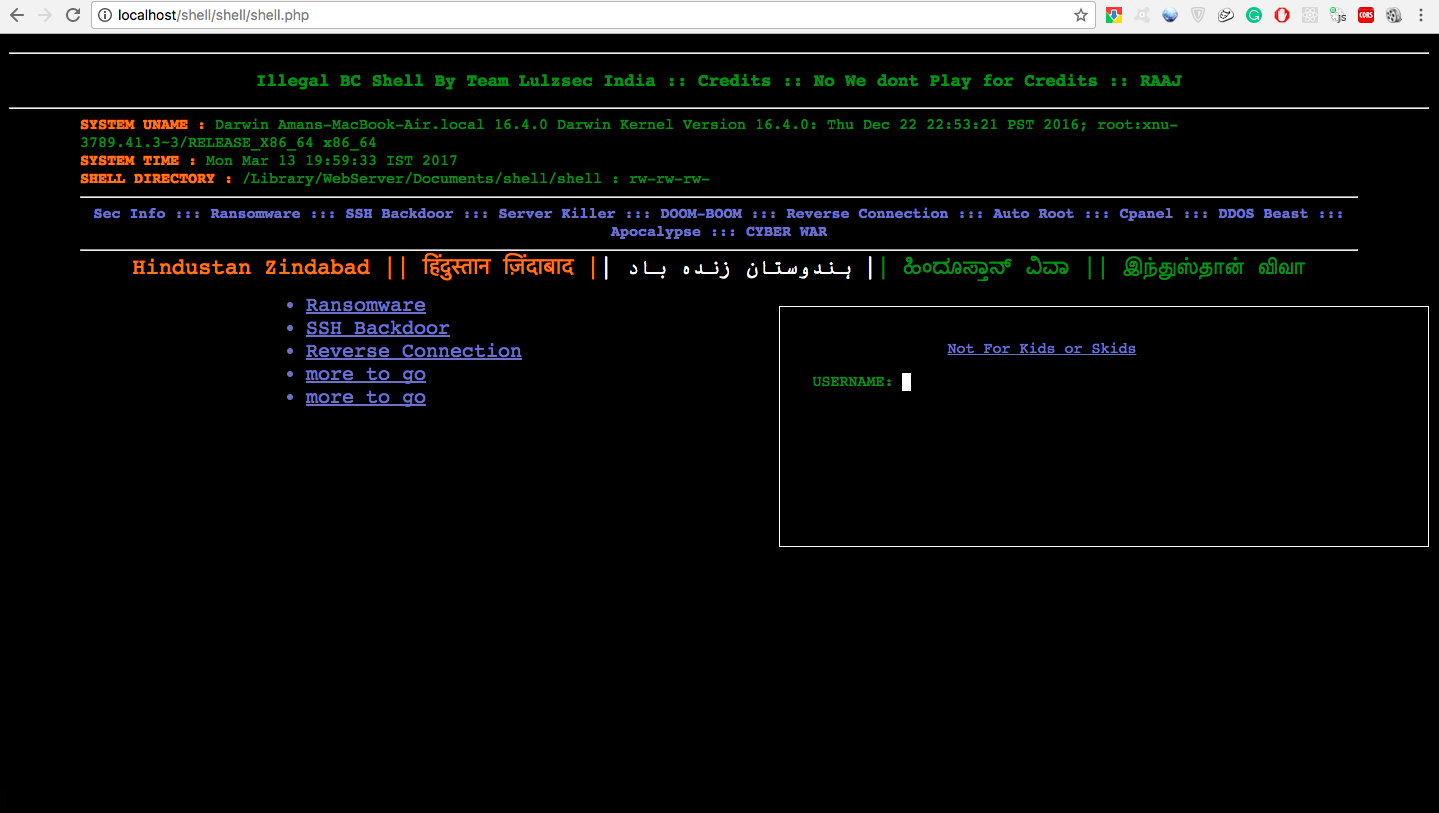 localhost/shell/shell/shell.php
Illegal BC Shell By Team Lulzsec India :: Credits :: No We dont Play for Credits :: RAAJ
SYSTEM UNAME : Darwin Amans-MacBook-Air.local 16.4.0 Darwin Kernel Version 16.4.0: Thu Dec 22 22:53:21 PST 2016; root:xnu-
3789.41.3~3/RELEASE_X86_64 x86_64
SYSTEM TIME : Mon Mar 13 19:59:33 IST 2017
SHELL DIRECTORY : /Library/WebServer/Documents/shell/shell : rw-rw-rw-
Sec Info ::: Ransomware ::: SSH Backdoor ::: Server Killer ::: DOOM-BOOM ::: Reverse Connection ::: Auto Root ::: Cpanel ::: DDOS Beast :::
Apocalypse ::: CYBER WAR
Hindustan Zindabad || हिंदुस्तान ज़िंदाबाद || ہندوستان زندہ باد || ಹಿಂದೂಸ್ತಾನ್ ವಿವಾ || இந்துஸ்தான் விவா
Ransomware
SSH Backdoor
Reverse Connection
more to go
more to go
Not For Kids or Skids
USERNAME: